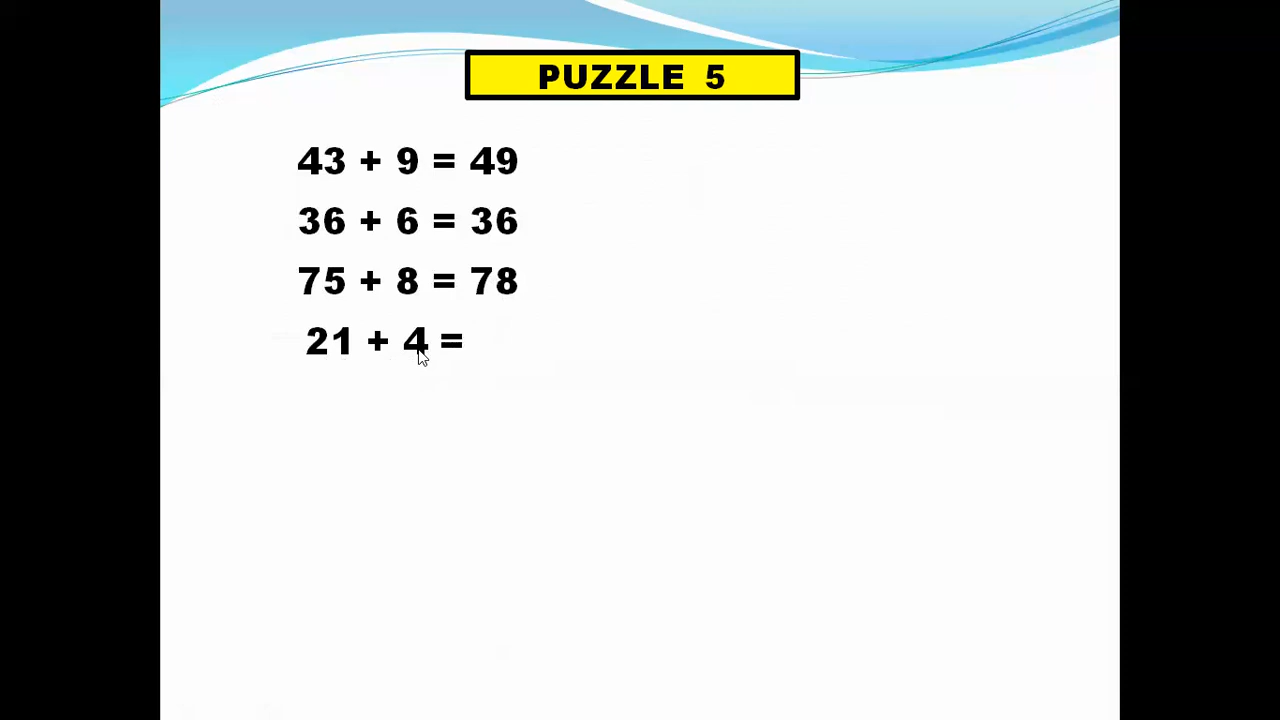 PUZZLE 5
43 + 9 = 49
36 + 6 = 36
75 + 8 = 78
21 + 4 =